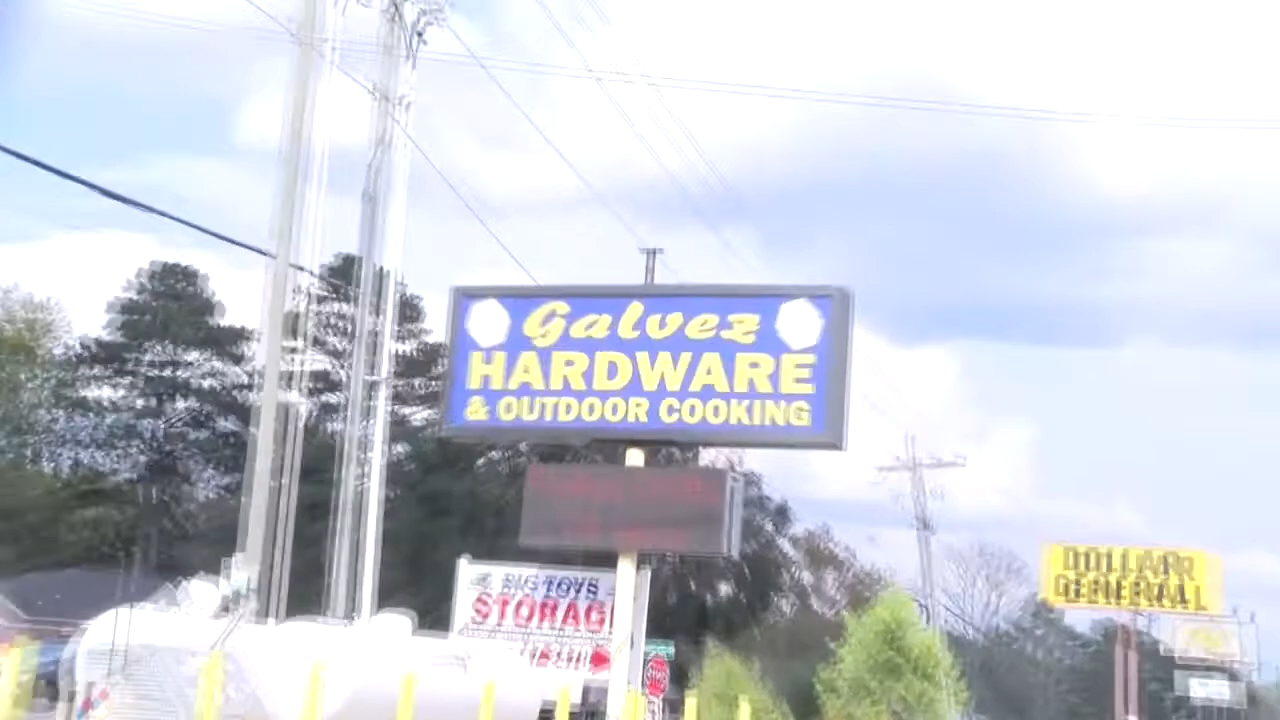 Galvez
HARDWARE
& OUTDOOR COOKING
BIG TOYS
STORAG
STOP
DOLLAR
GENERAL